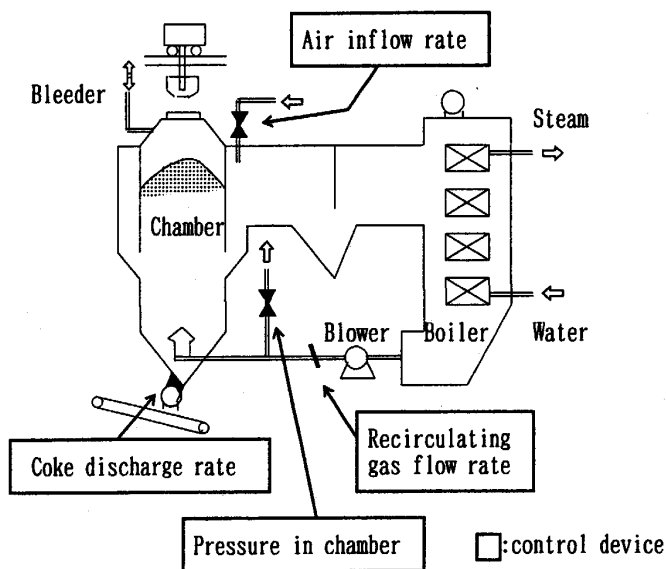 Air inflow rate
Bleeder
Steam
Chamber
Blower
Boiler
Water
Coke discharge rate
Recirculating
gas flow rate
Pressure in chamber
:control device